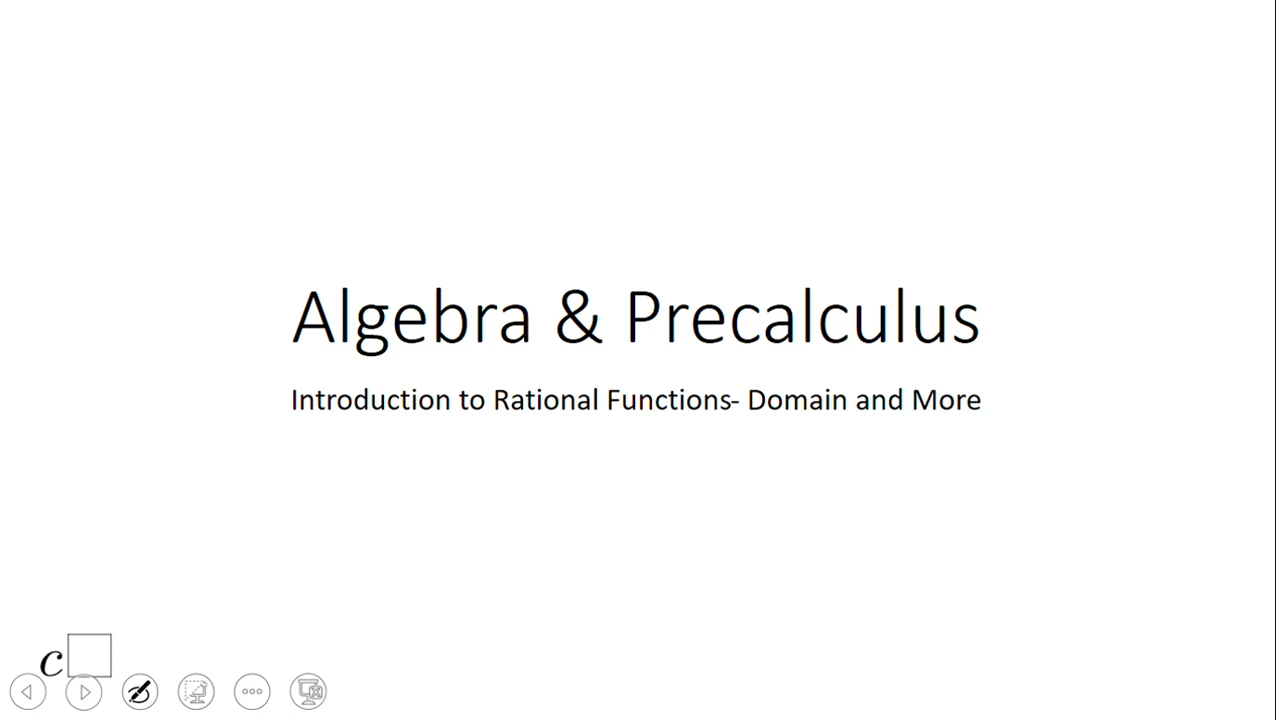 Algebra & Precalculus
Introduction to Rational Functions- Domain and More
c